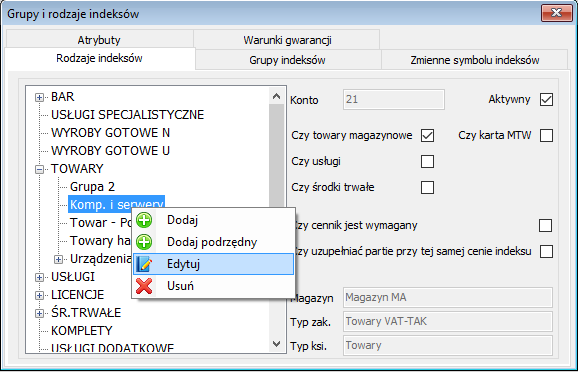 Grupy i rodzaje indeksów
Atrybuty Warunki gwarancji
Rodzaje indeksów Grupy indeksów Zmienne symbolu indeksów
BAR
USŁUGI SPECJALISTYCZNE
WYROBY GOTOWE N
WYROBY GOTOWE U
TOWARY
Grupa 2
Komp. i serwery
Towar - Po
Towary ha
Urządzenia
USŁUGI
LICENCJE
ŚR.TRWAŁE
KOMPLETY
USŁUGI DODATKOWE
Dodaj
Dodaj podrzędny
Edytuj
Usuń
Konto 21 Aktywny
Czy towary magazynowe Czy karta MTW
Czy usługi
Czy środki trwałe
Czy cennik jest wymagany
Czy uzupełniać partie przy tej samej cenie indeksu
Magazyn Magazyn MA
Typ zak. Towary VAT-TAK
Typ ksi. Towary